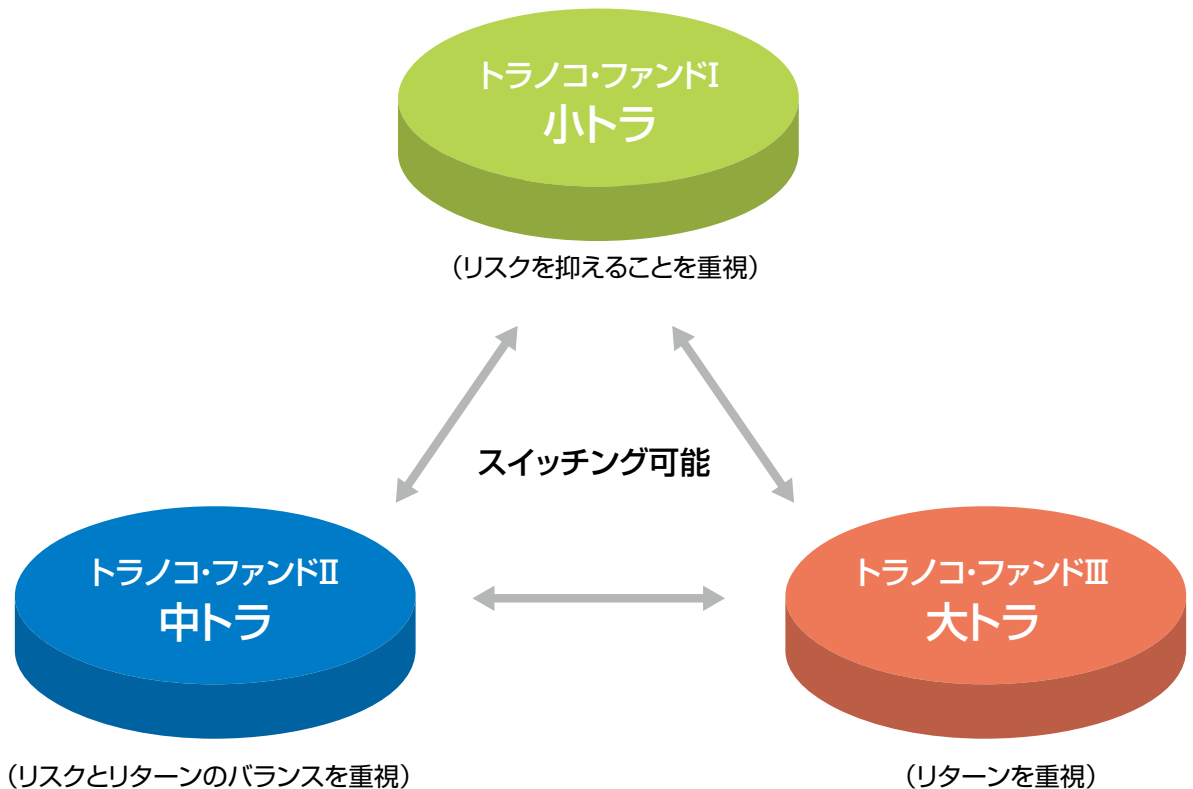 トラノコ・ファンドⅠ
小トラ
（リスクを抑えることを重視）
スイッチング可能
トラノコ・ファンドⅡ
中トラ
（リスクとリターンのバランスを重視）
トラノコ・ファンドⅢ
大トラ
（リターンを重視）